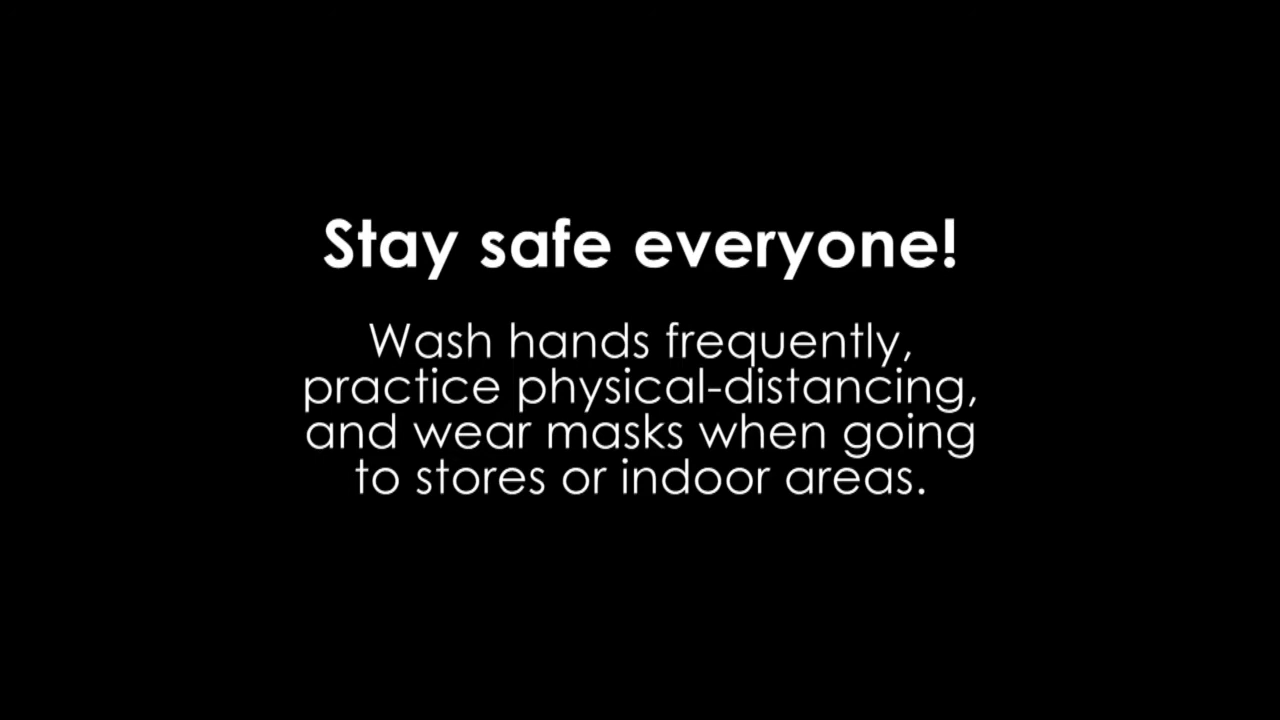 Stay safe everyone!
Wash hands frequently,
practice physical-distancing,
and wear masks when going
to stores or indoor areas.